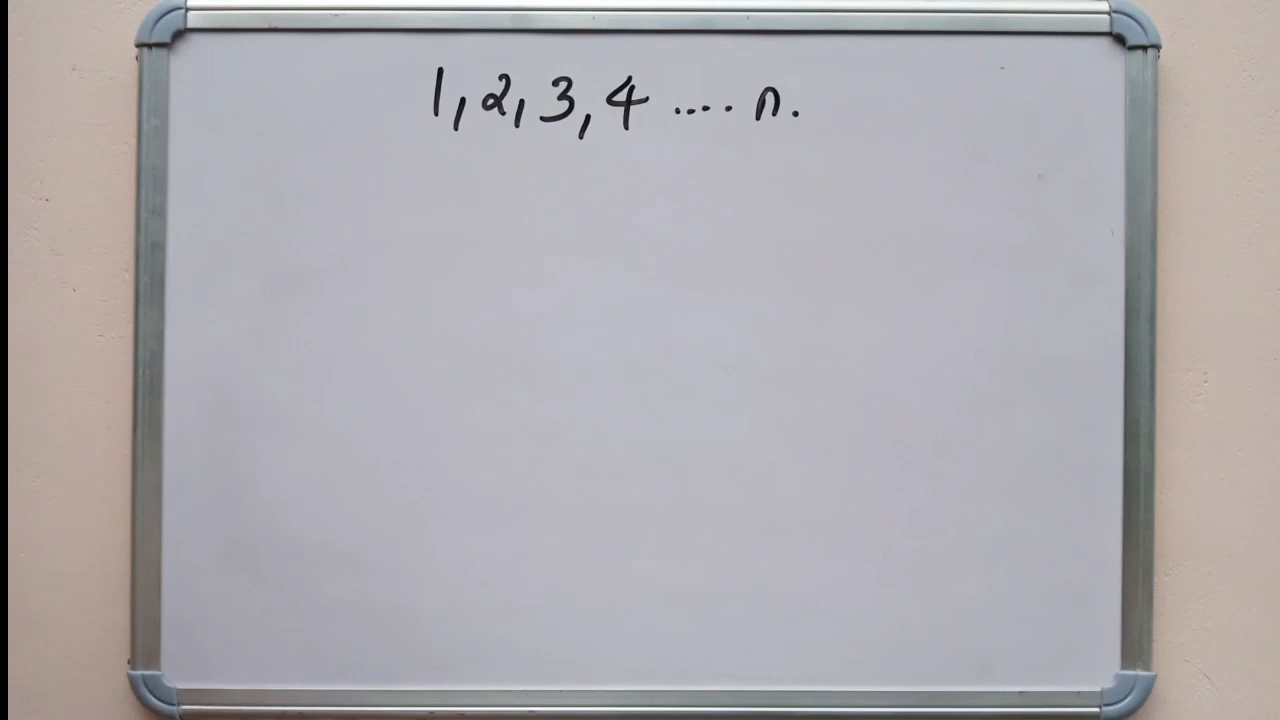 1, 2, 3, 4 .... n.